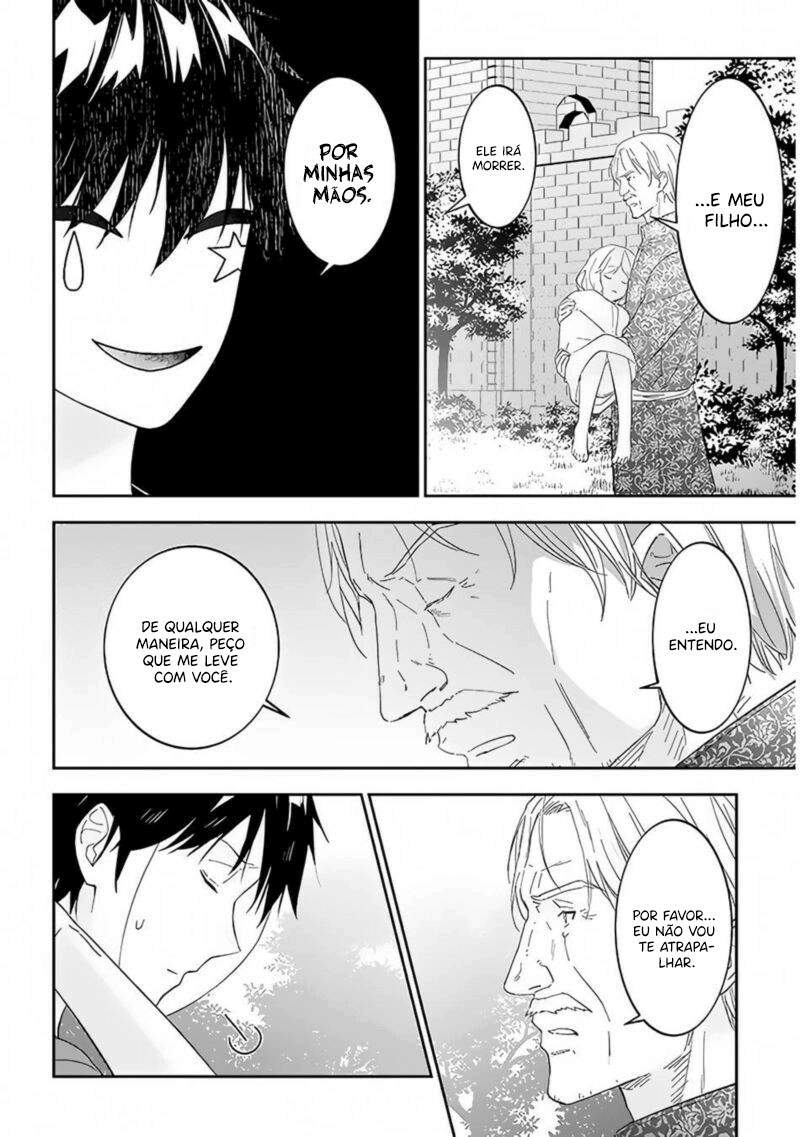 ...E MEU
FILHO...
ELE IRÁ
MORRER.
POR
MINHAS
MÃOS.
...EU
ENTENDO.
DE QUALQUER
MANEIRA, PEÇO
QUE ME LEVE
COM VOCÊ.
POR FAVOR...
EU NÃO VOU
TE ATRAPA-
LHAR.